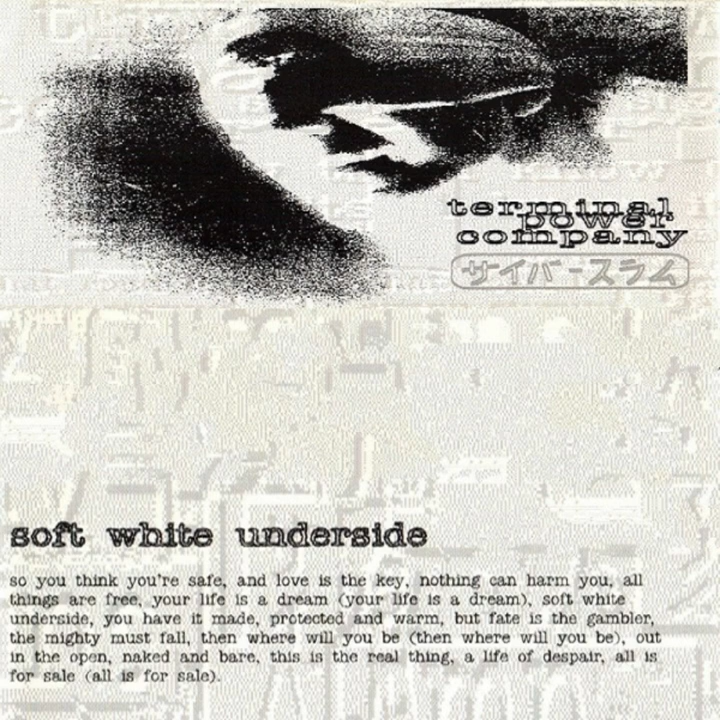 terminal
power
company
サイバースラム
soft white underside
so you think you're safe, and love is the key, nothing can harm you, all
things are free, your life is a dream (your life is a dream), soft white
underside, you have it made, protected and warm, but fate is the gambler,
the mighty must fall, then where will you be (then where will you be), out
in the open, naked and bare, this is the real thing, a life of despair, all is
for sale (all is for sale).